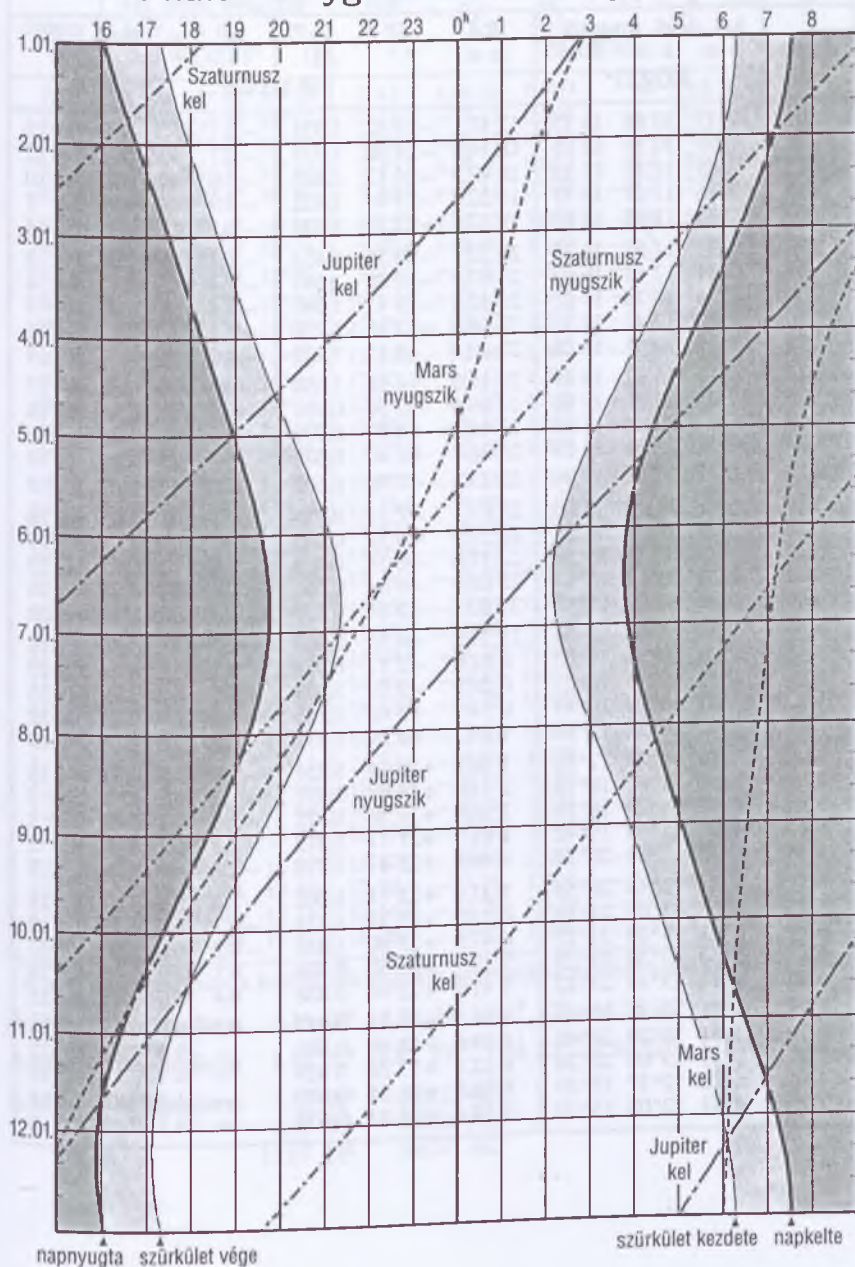 16 17 18 19 20 21 22 23 0ʰ 1 2 3 4 5 6 7 8
1.01.
Szaturnusz
kel
2.01.
3.01.
Jupiter
kel
Szaturnusz
nyugszik
4.01.
Mars
nyugszik
5.01.
6.01.
7.01.
8.01.
Jupiter
nyugszik
9.01.
10.01.
Szaturnusz
kel
11.01.
Mars
kel
12.01.
Jupiter
kel
napnyugta szürkület vége szürkület kezdete napkelte